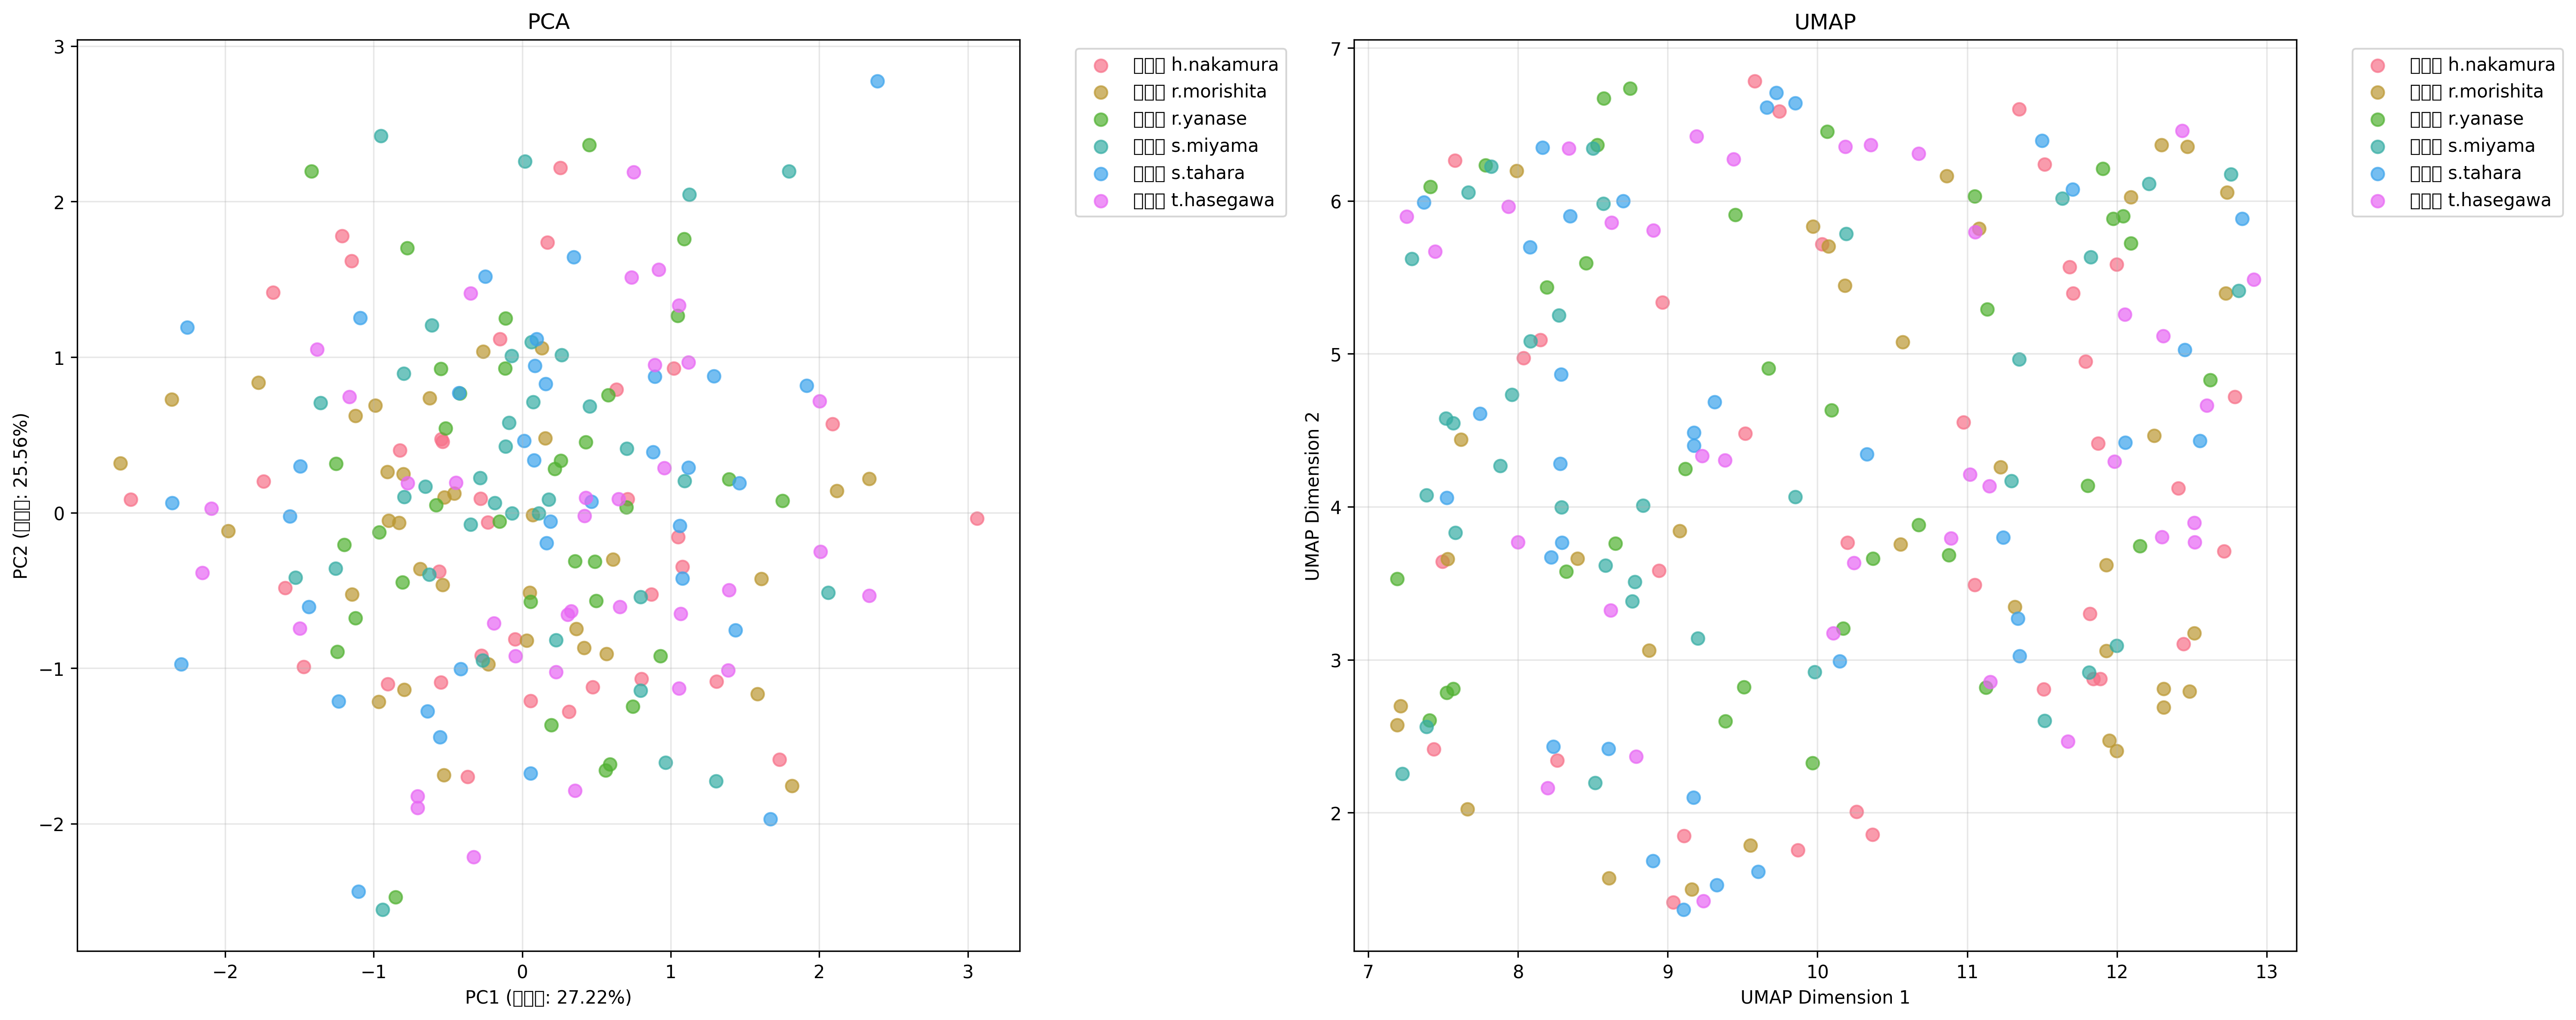 PCA
3
2
1
0
−1
−2
PC2 (□□□: 25.56%)
−2
−1
0
1
2
3
PC1 (□□□: 27.22%)
□□□ h.nakamura
□□□ r.morishita
□□□ r.yanase
□□□ s.miyama
□□□ s.tahara
□□□ t.hasegawa
UMAP
7
6
5
4
3
2
UMAP Dimension 2
7
8
9
10
11
12
13
UMAP Dimension 1
□□□ h.nakamura
□□□ r.morishita
□□□ r.yanase
□□□ s.miyama
□□□ s.tahara
□□□ t.hasegawa